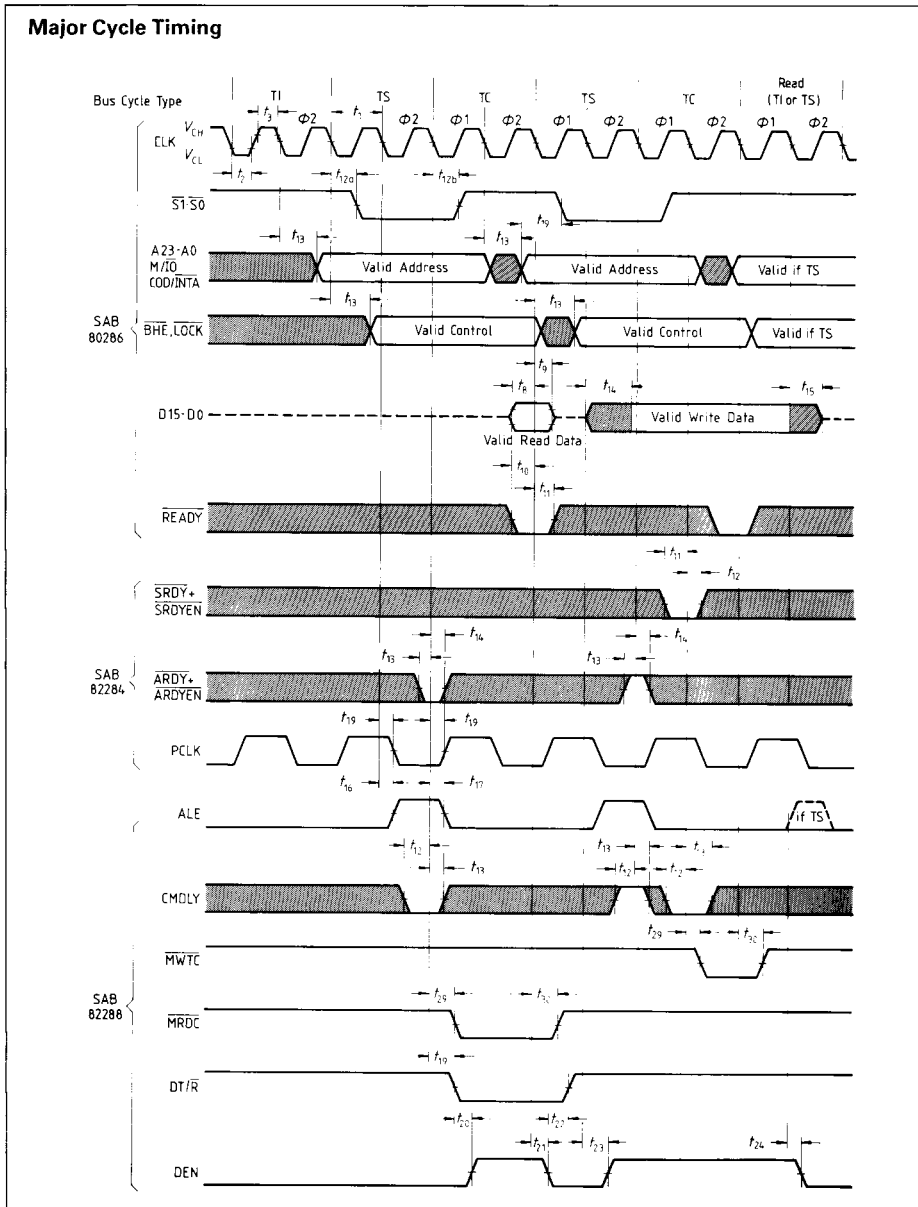 Major Cycle Timing
Read
Bus Cycle Type TI TS TC TS TC (TI or TS)
t3 Φ2 t1 Φ2 Φ1 Φ2 Φ1 Φ2 Φ1 Φ2 Φ1 Φ2
CLK VCH
VCL
t2 t12a t12b
S1·S0
t19
t13 t13
A23-A0
M/IO Valid Address Valid Address Valid if TS
COD/INTA
t13 t13
SAB
80286
BHE, LOCK Valid Control Valid Control Valid if TS
t9
t8 t14 t15
D15-D0 Valid Write Data
Valid Read Data
t10
t11
READY
t11
t12
SRDY+
SRDYEN
t14 t14
t13 t13
SAB
82284
ARDY+
ARDYEN
t19 t19
PCLK
t16 t17
ALE if TS
t12 t13 t12
t13
CMDLY
t29 t30
MWTC
SAB
82288
t29 t30
MRDC
t19
DT/R
t20 t22
t21 t23 t24
DEN